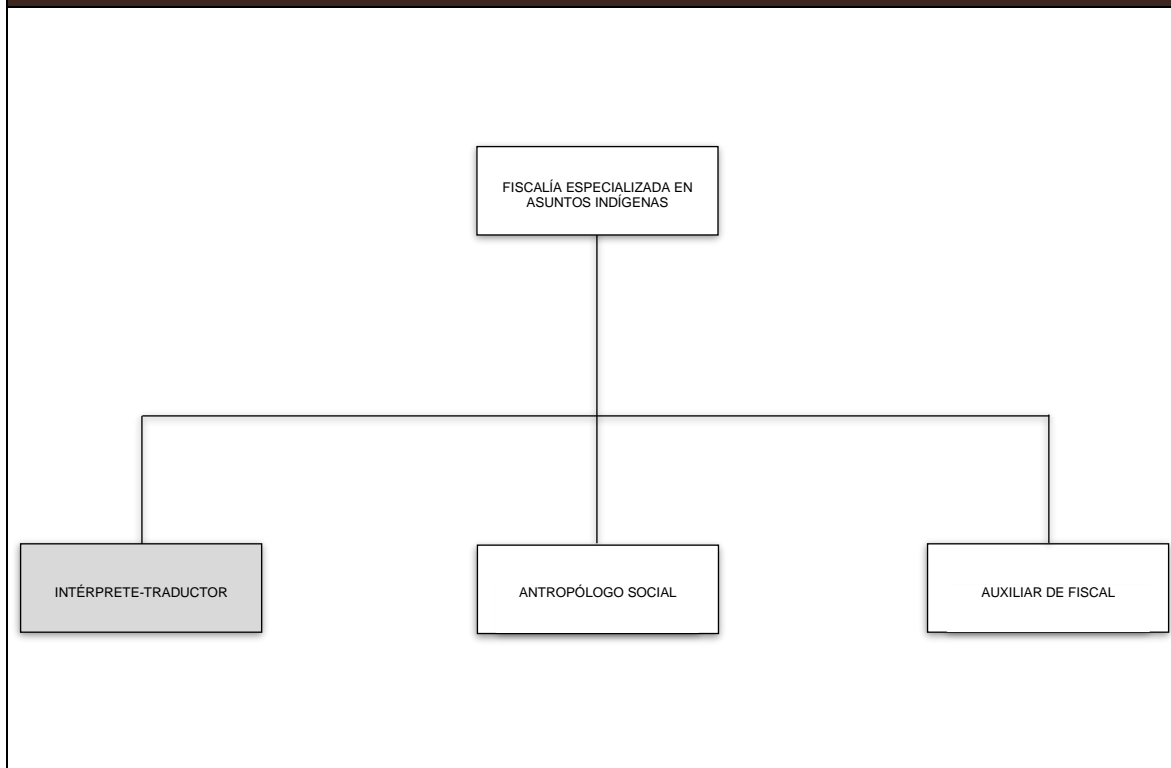 FISCALÍA ESPECIALIZADA EN
ASUNTOS INDÍGENAS
INTÉRPRETE-TRADUCTOR
ANTROPÓLOGO SOCIAL
AUXILIAR DE FISCAL